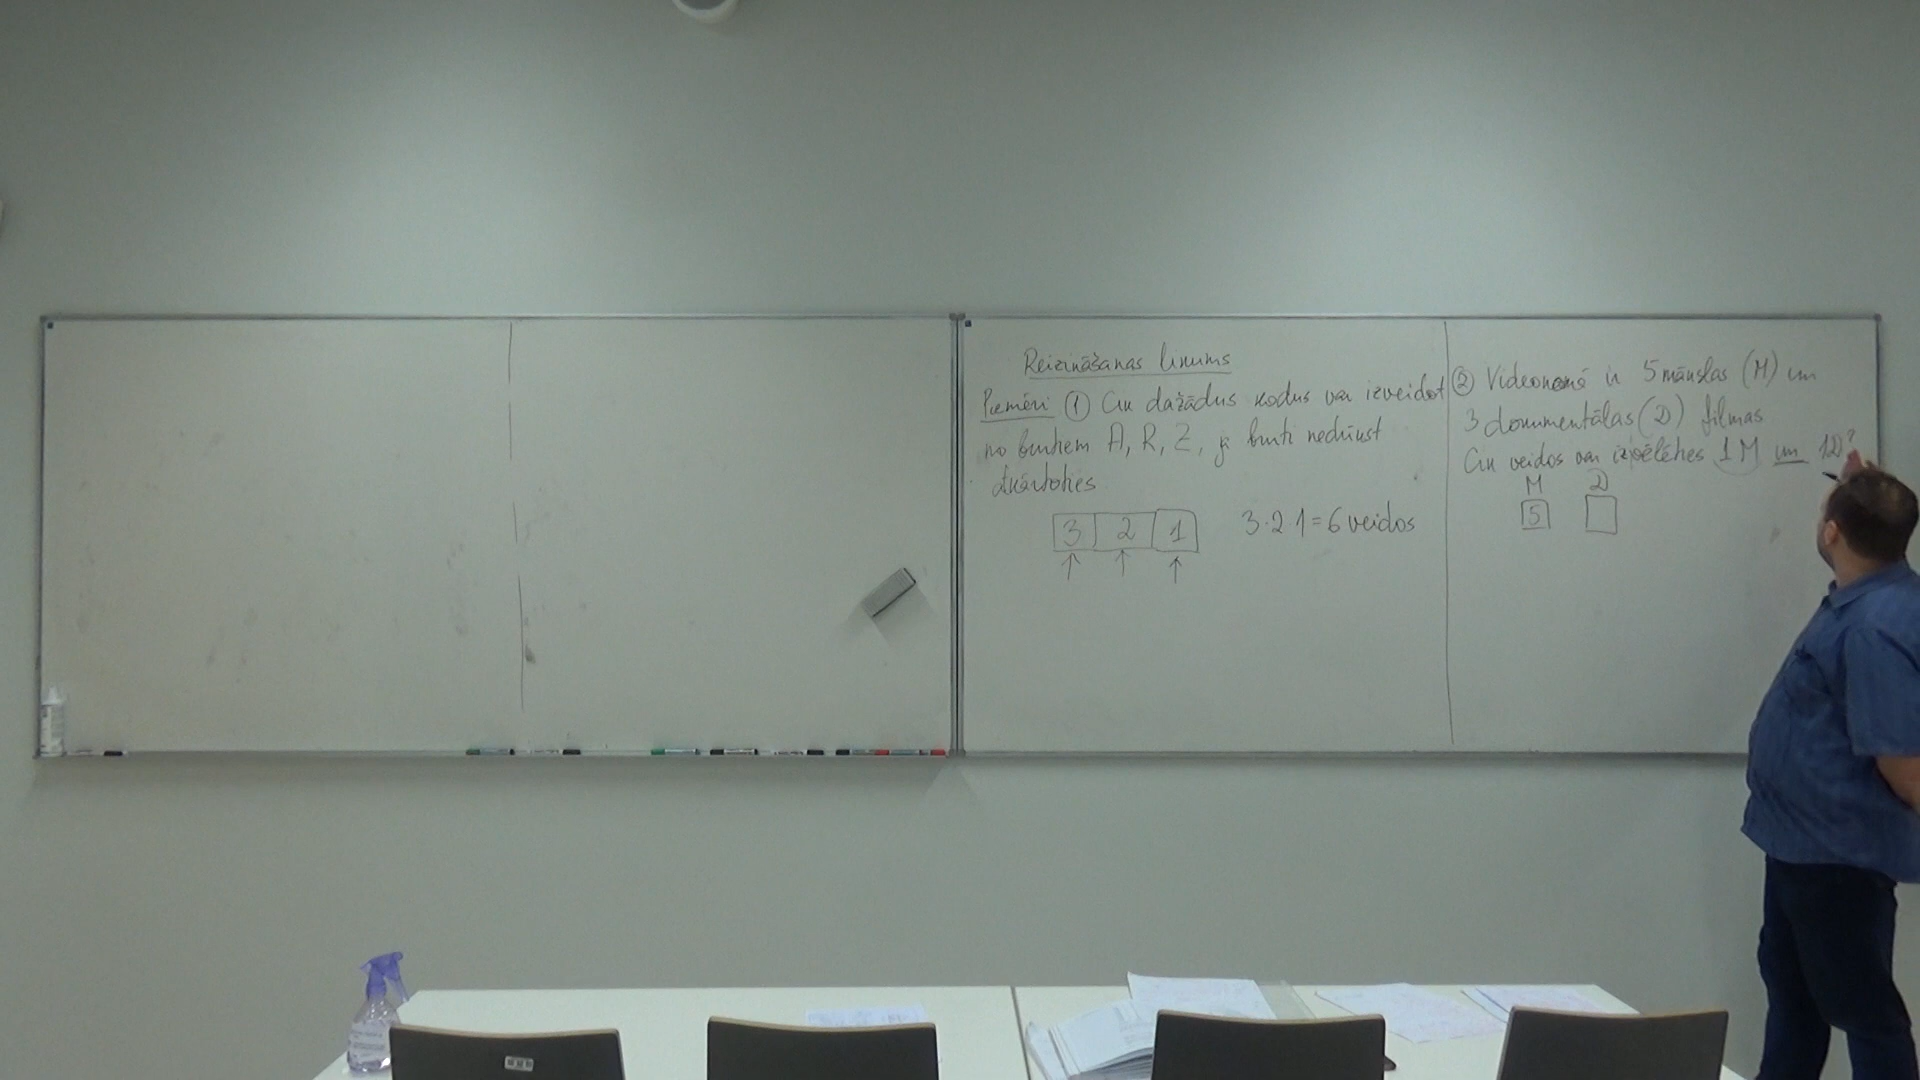 Reizināšanas likums
Piemēri ① Cik dažādus kodus var izveidot
no burtiem A, R, Z, ja burti nedrīkst
atkārtoties
3 2 1 3·2·1=6 veidos
↑ ↑ ↑
② Videonomā ir 5 mākslas (M) un
3 dokumentālas (D) filmas
Cik veidos var izvēlēties 1M un 1D?
M D
5